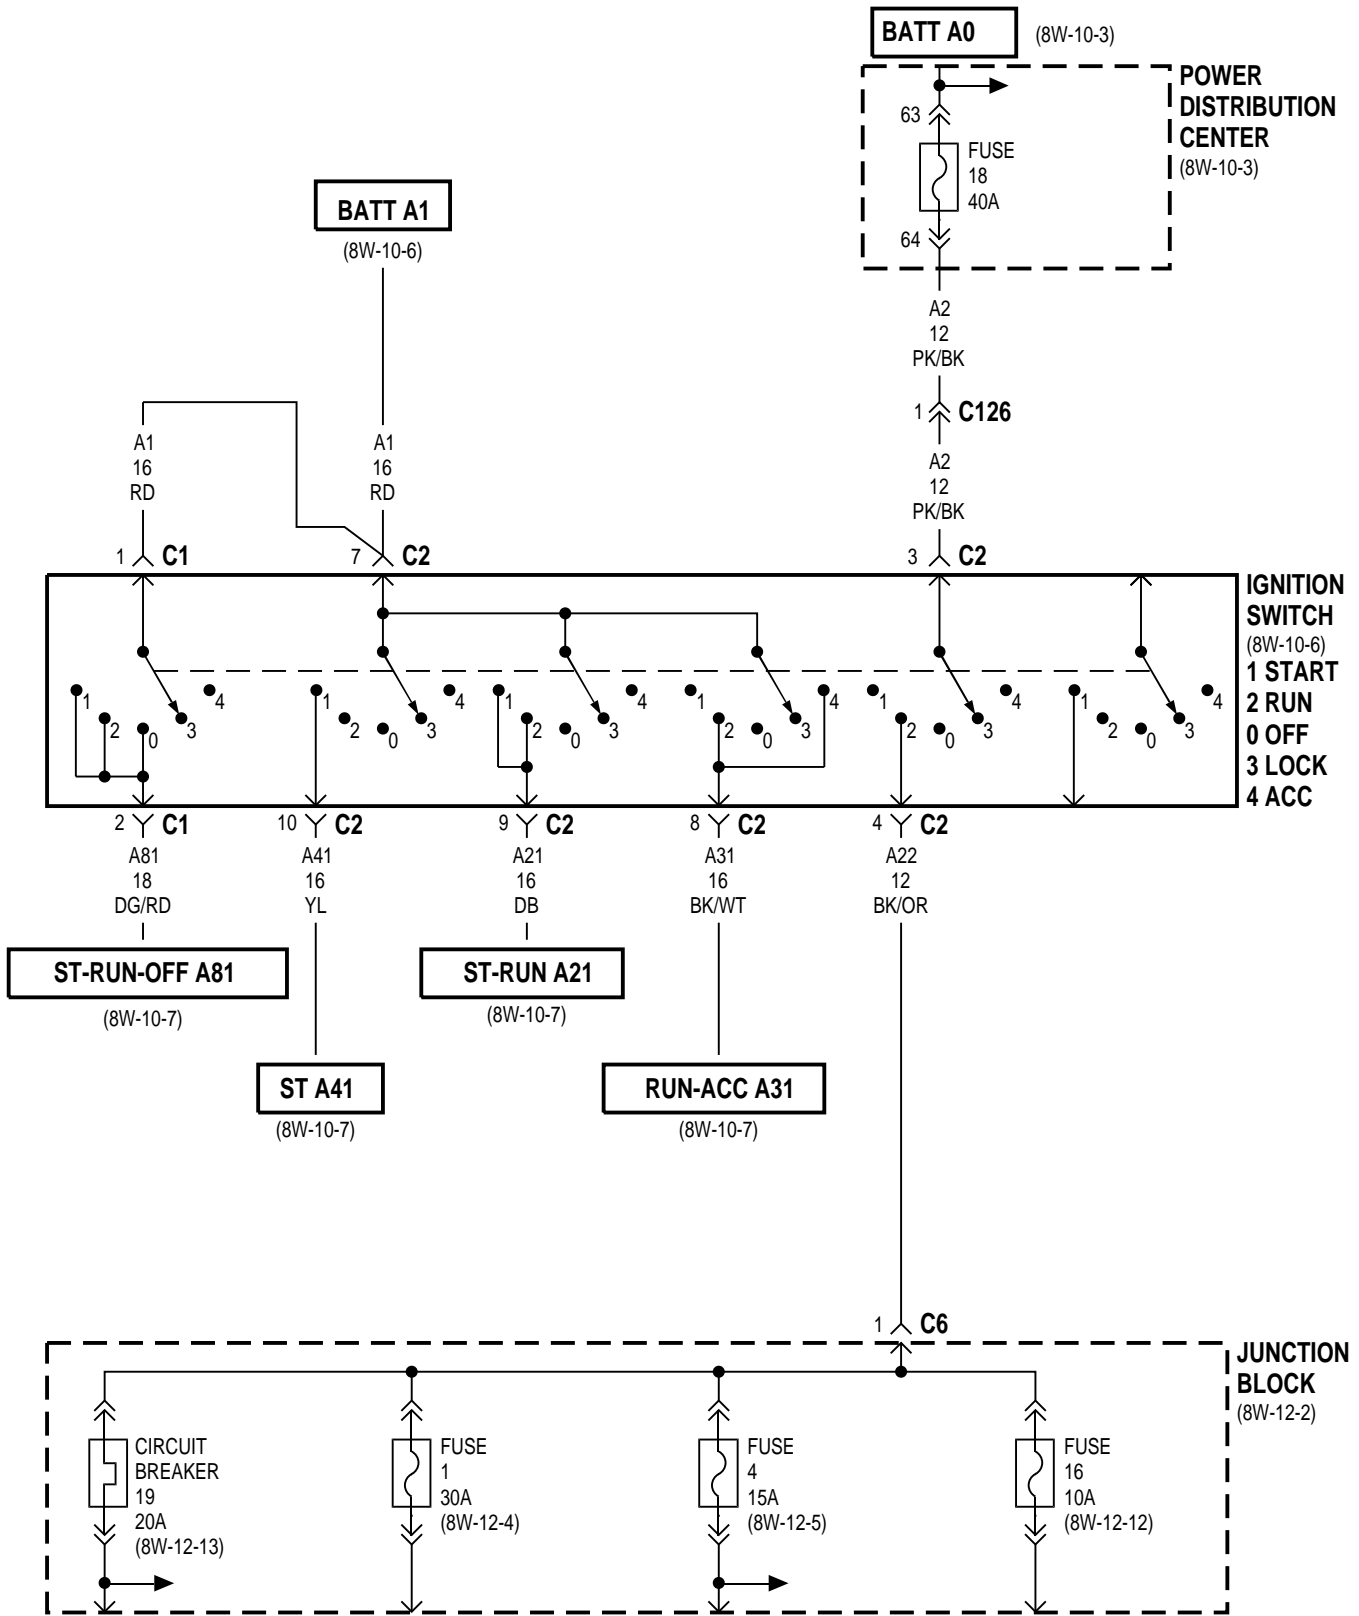 BATT A0
(8W-10-3)
POWER
DISTRIBUTION
CENTER
(8W-10-3)
63
FUSE
18
40A
64
BATT A1
(8W-10-6)
A2
12
PK/BK
1
C126
A1
16
RD
A1
16
RD
A2
12
PK/BK
1
C1
7
C2
3
C2
IGNITION
SWITCH
(8W-10-6)
1 START
2 RUN
0 OFF
3 LOCK
4 ACC
1
2
0
3
4
1
2
0
3
4
1
2
0
3
4
1
2
0
3
4
1
2
0
3
4
1
2
0
3
4
2
C1
10
C2
9
C2
8
C2
4
C2
A81
18
DG/RD
A41
16
YL
A21
16
DB
A31
16
BK/WT
A22
12
BK/OR
ST-RUN-OFF A81
(8W-10-7)
ST-RUN A21
(8W-10-7)
ST A41
(8W-10-7)
RUN-ACC A31
(8W-10-7)
1
C6
JUNCTION
BLOCK
(8W-12-2)
CIRCUIT
BREAKER
19
20A
(8W-12-13)
FUSE
1
30A
(8W-12-4)
FUSE
4
15A
(8W-12-5)
FUSE
16
10A
(8W-12-12)